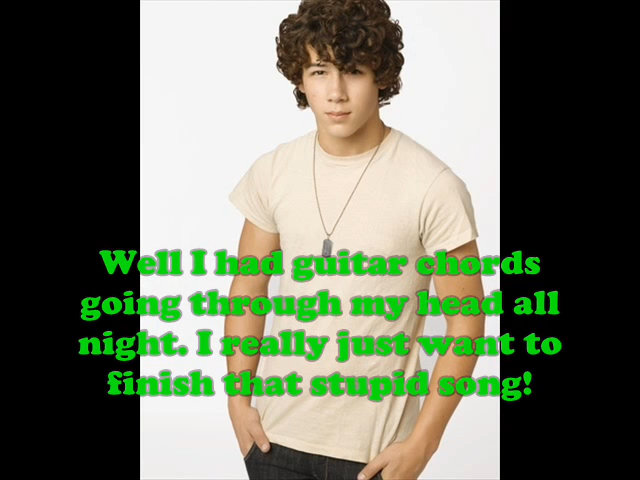 Well I had guitar chords
going through my head all
night. I really just want to
finish that stupid song!